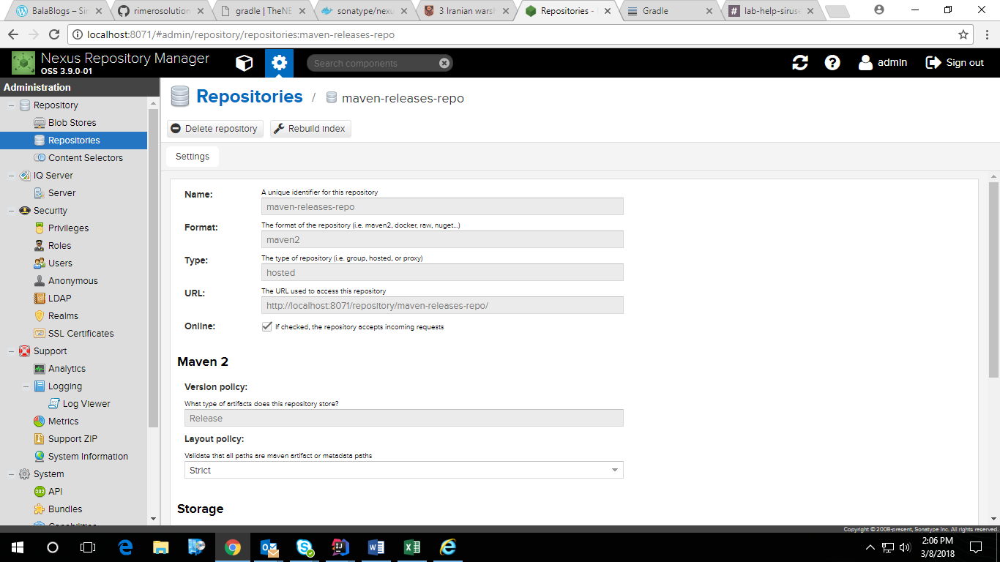 BalaBlogs – Sin
rimerosolution
gradle | TheNE
sonatype/nexu
3 Iranian warsh
Repositories -
Gradle
lab-help-siruse
localhost:8071/#admin/repository/repositories:maven-releases-repo
Nexus Repository Manager
OSS 3.9.0-01
Search components
admin
Sign out
Administration
Repository
Blob Stores
Repositories
Content Selectors
IQ Server
Server
Security
Privileges
Roles
Users
Anonymous
LDAP
Realms
SSL Certificates
Support
Analytics
Logging
Log Viewer
Metrics
Support ZIP
System Information
System
API
Bundles
Capabilities
Repositories / maven-releases-repo
Delete repository
Rebuild index
Settings
Name:
A unique identifier for this repository
maven-releases-repo
Format:
The format of the repository (i.e. maven2, docker, raw, nuget...)
maven2
Type:
The type of repository (i.e. group, hosted, or proxy)
hosted
URL:
The URL used to access this repository
http://localhost:8071/repository/maven-releases-repo/
Online:
If checked, the repository accepts incoming requests
Maven 2
Version policy:
What type of artifacts does this repository store?
Release
Layout policy:
Validate that all paths are maven artifact or metadata paths
Strict
Storage
Copyright © 2008-present, Sonatype Inc. All rights reserved.
2:06 PM
3/8/2018